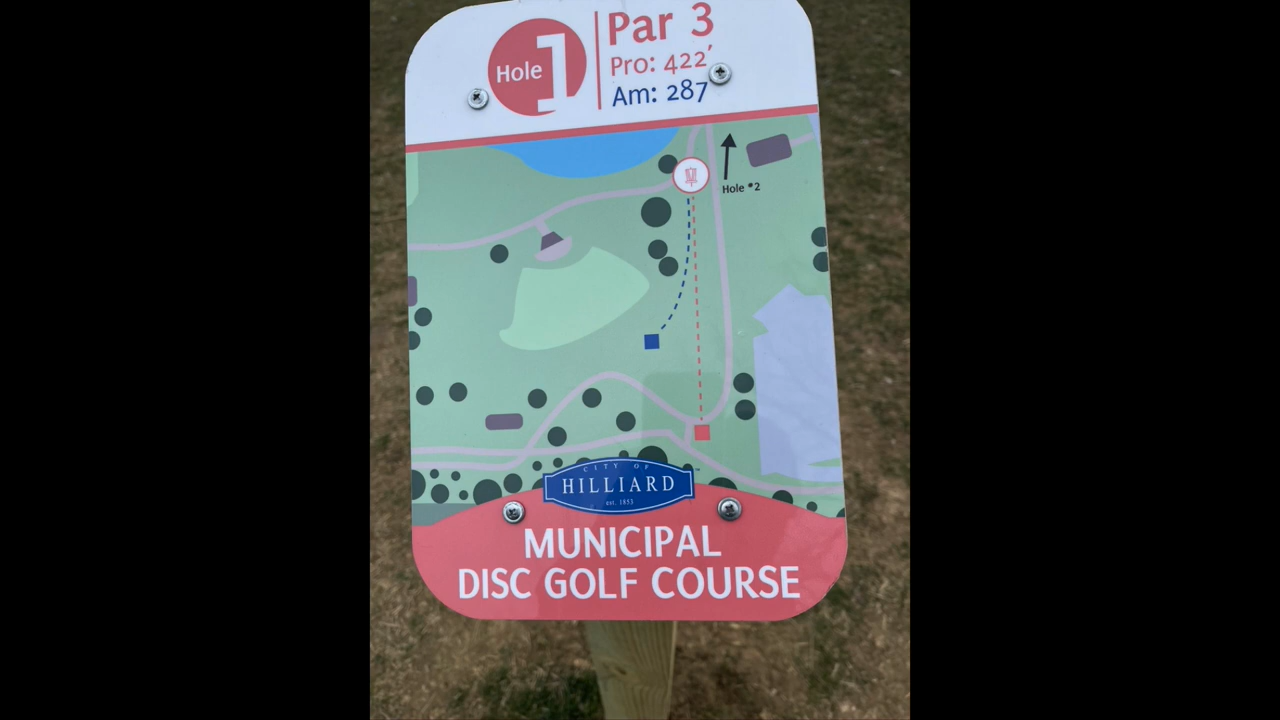 Hole 1
Par 3
Pro: 422'
Am: 287'
Hole #2
CITY OF
HILLIARD
est. 1853
MUNICIPAL
DISC GOLF COURSE